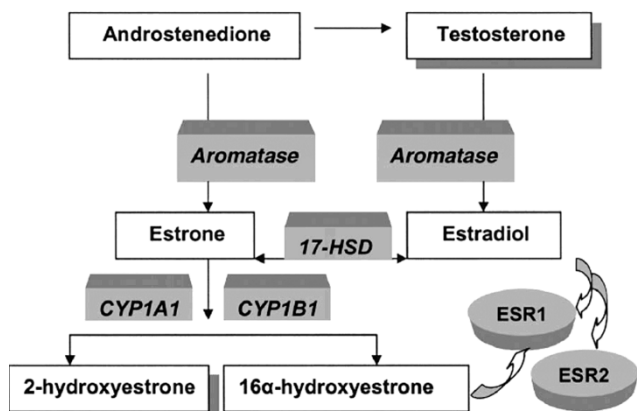 Androstenedione
Testosterone
Aromatase
Aromatase
Estrone
17-HSD
Estradiol
CYP1A1
CYP1B1
ESR1
ESR2
2-hydroxyestrone
16α-hydroxyestrone